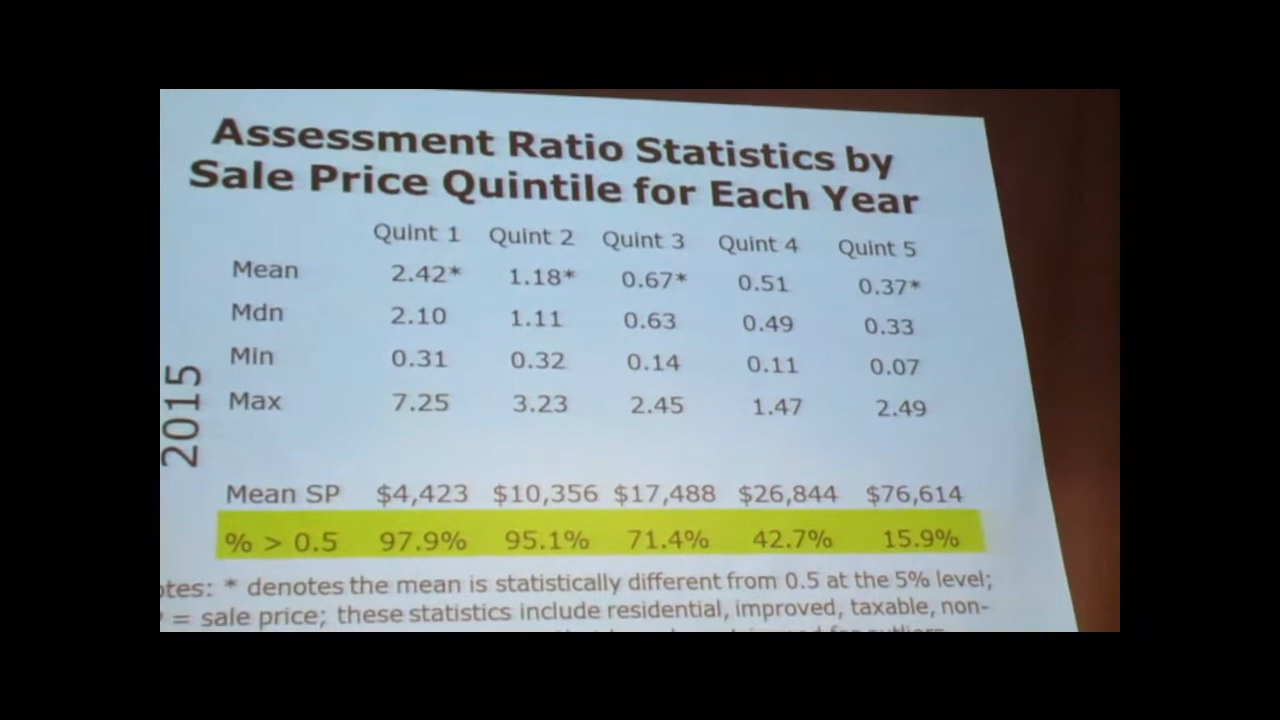 Assessment Ratio Statistics by
Sale Price Quintile for Each Year
Quint 1 Quint 2 Quint 3 Quint 4 Quint 5
Mean 2.42* 1.18* 0.67* 0.51 0.37*
Mdn 2.10 1.11 0.63 0.49 0.33
Min 0.31 0.32 0.14 0.11 0.07
Max 7.25 3.23 2.45 1.47 2.49
2015
Mean SP $4,423 $10,356 $17,488 $26,844 $76,614
% > 0.5 97.9% 95.1% 71.4% 42.7% 15.9%
otes: * denotes the mean is statistically different from 0.5 at the 5% level;
= sale price; these statistics include residential, improved, taxable, non-